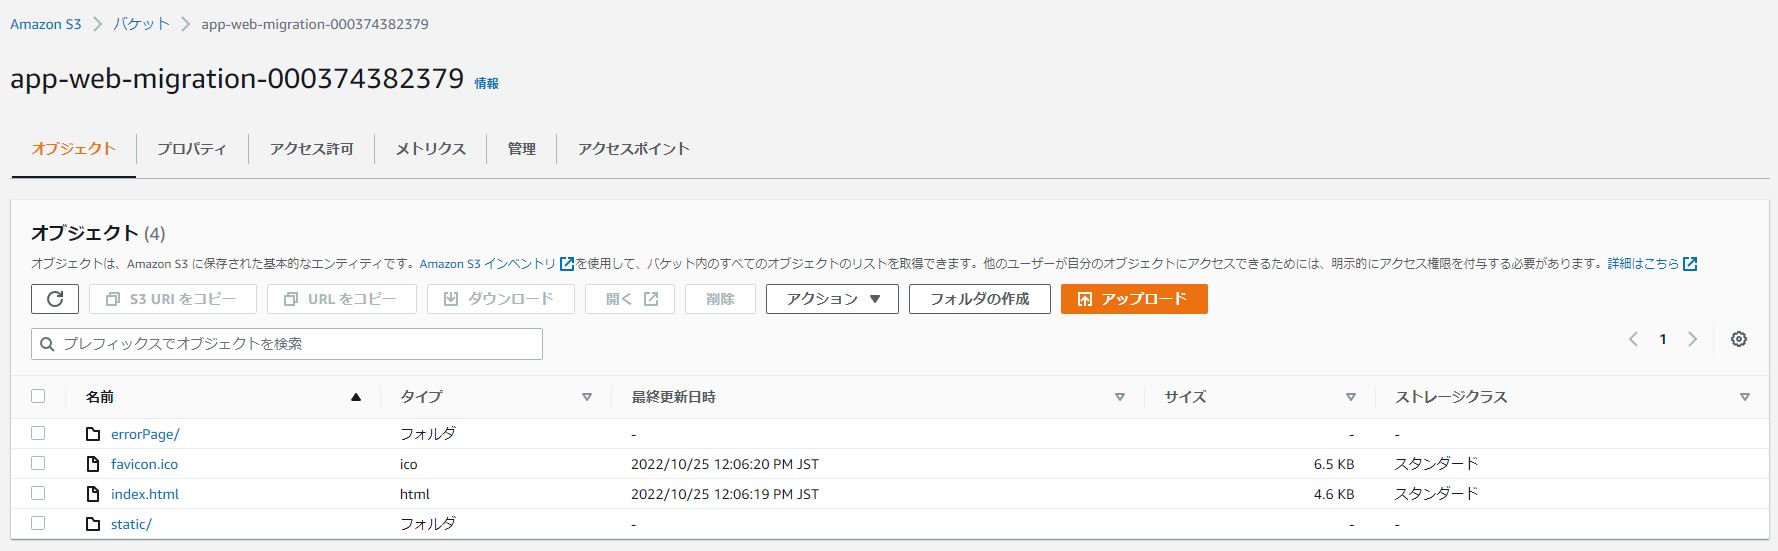 Amazon S3 > バケット > app-web-migration-000374382379
app-web-migration-000374382379 情報
オブジェクト プロパティ アクセス許可 メトリクス 管理 アクセスポイント
オブジェクト (4)
オブジェクトは、Amazon S3 に保存された基本的なエンティティです。Amazon S3 インベントリ を使用して、バケット内のすべてのオブジェクトのリストを取得できます。他のユーザーが自分のオブジェクトにアクセスできるためには、明示的にアクセス権限を付与する必要があります。詳細はこちら
S3 URI をコピー URL をコピー ダウンロード 開く 削除 アクション フォルダの作成 アップロード
プレフィックスでオブジェクトを検索 1
名前 タイプ 最終更新日時 サイズ ストレージクラス
errorPage/ フォルダ - - -
favicon.ico ico 2022/10/25 12:06:20 PM JST 6.5 KB スタンダード
index.html html 2022/10/25 12:06:19 PM JST 4.6 KB スタンダード
static/ フォルダ - - -